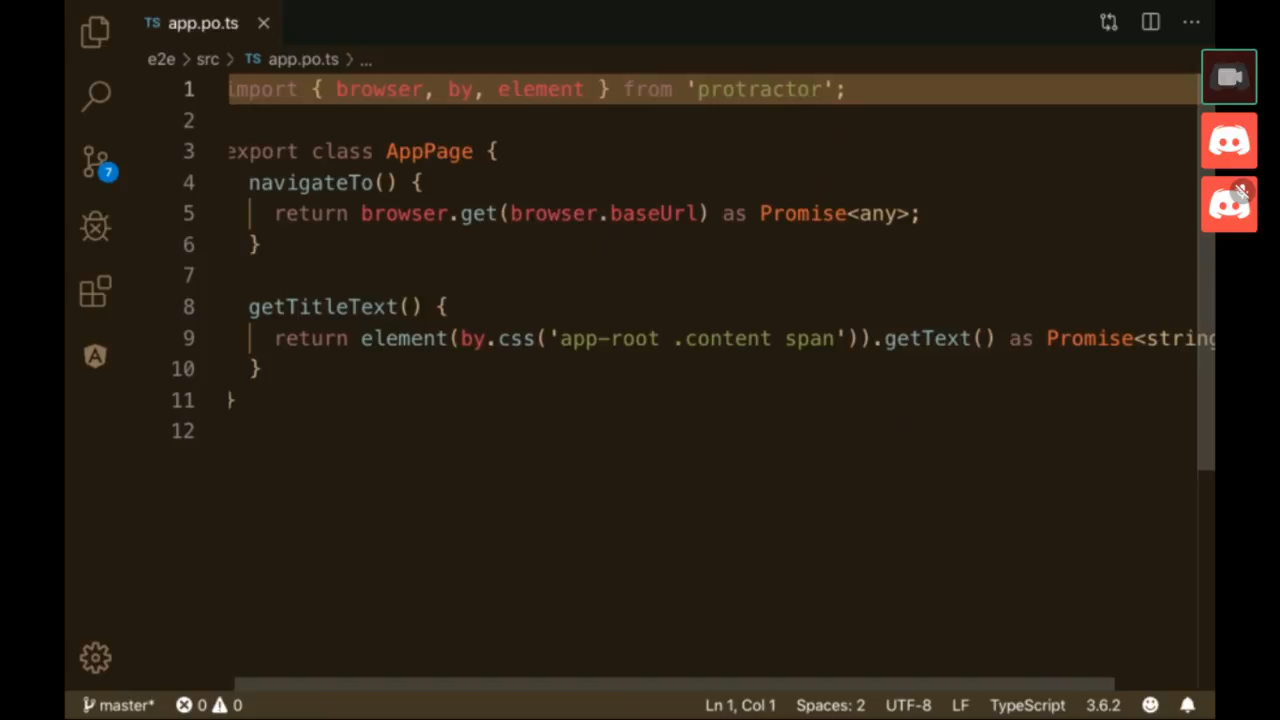 TS app.po.ts
e2e > src > TS app.po.ts > ...
1 import { browser, by, element } from 'protractor';
2
3 export class AppPage {
4 navigateTo() {
5 return browser.get(browser.baseUrl) as Promise<any>;
6 }
7
8 getTitleText() {
9 return element(by.css('app-root .content span')).getText() as Promise<string
10 }
11 }
12
7
master* 0 0 Ln 1, Col 1 Spaces: 2 UTF-8 LF TypeScript 3.6.2